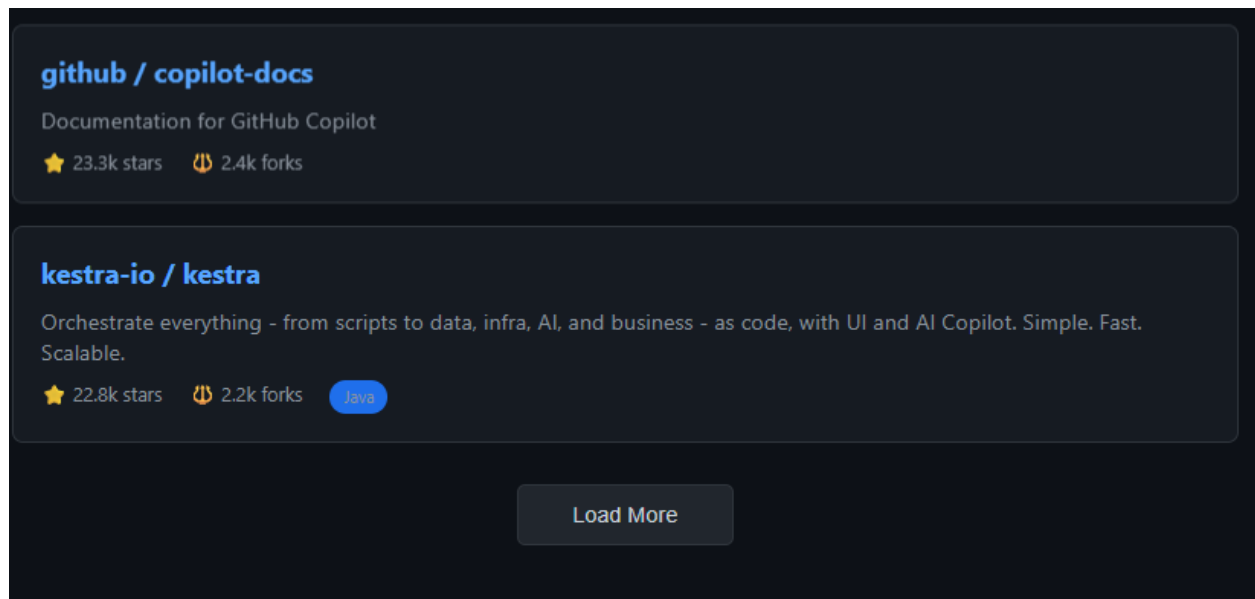 github / copilot-docs
Documentation for GitHub Copilot
23.3k stars 2.4k forks
kestra-io / kestra
Orchestrate everything - from scripts to data, infra, AI, and business - as code, with UI and AI Copilot. Simple. Fast.
Scalable.
22.8k stars 2.2k forks Java
Load More